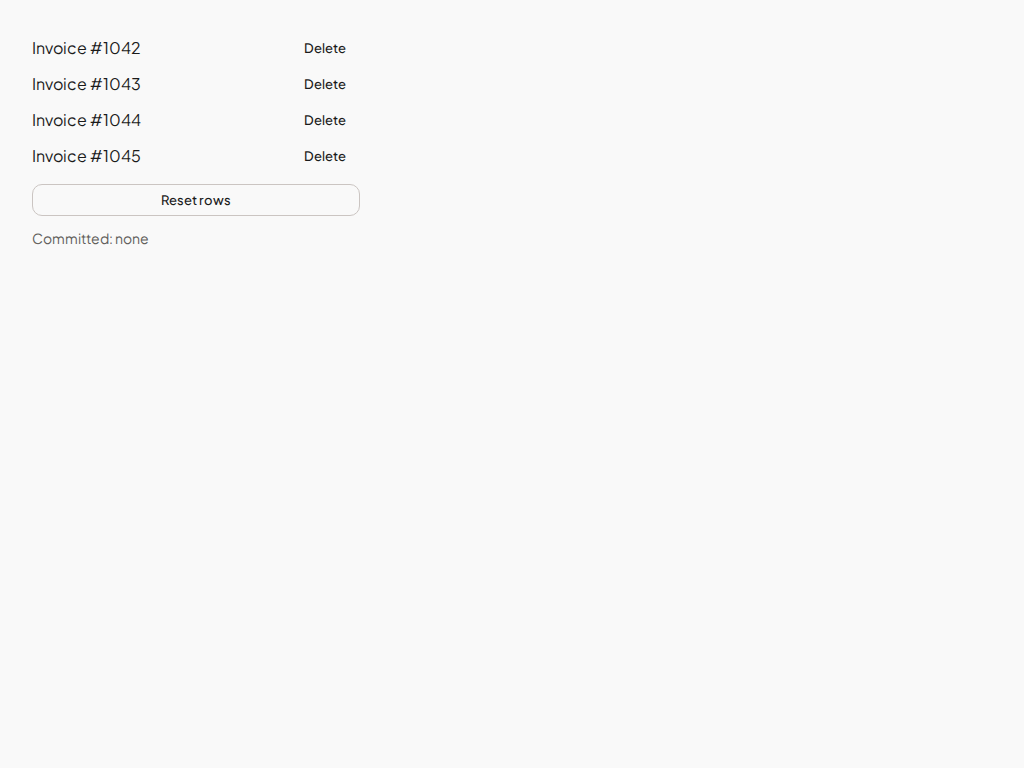 Invoice #1042 Delete
Invoice #1043 Delete
Invoice #1044 Delete
Invoice #1045 Delete
Reset rows
Committed: none